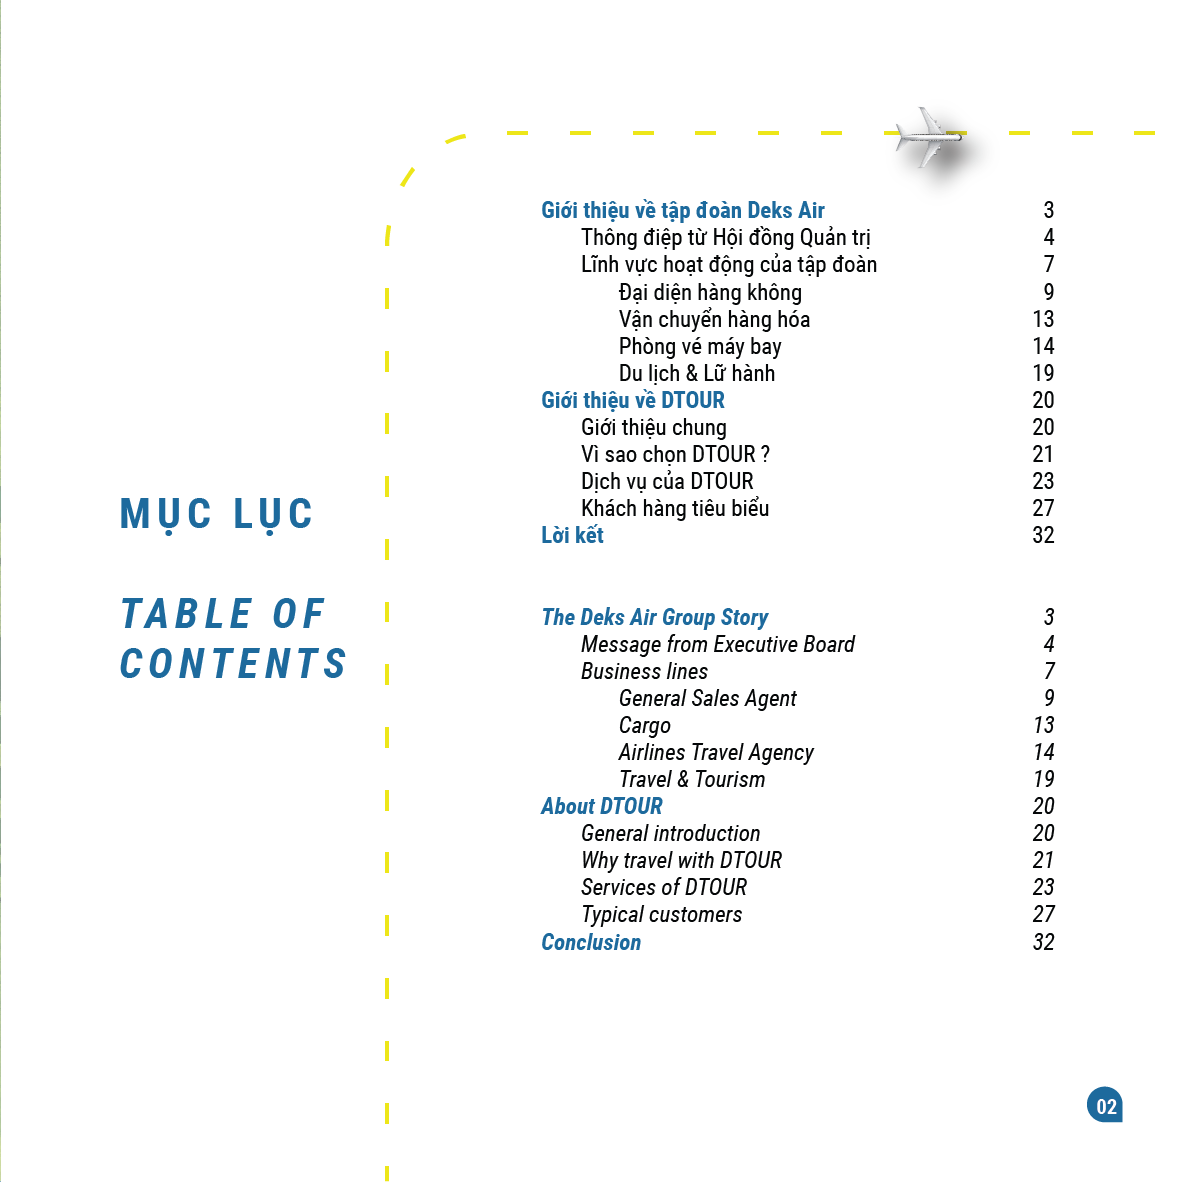 MỤC LỤC
TABLE OF
CONTENTS
Giới thiệu về tập đoàn Deks Air 3
Thông điệp từ Hội đồng Quản trị 4
Lĩnh vực hoạt động của tập đoàn 7
Đại diện hàng không 9
Vận chuyển hàng hóa 13
Phòng vé máy bay 14
Du lịch & Lữ hành 19
Giới thiệu về DTOUR 20
Giới thiệu chung 20
Vì sao chọn DTOUR ? 21
Dịch vụ của DTOUR 23
Khách hàng tiêu biểu 27
Lời kết 32
The Deks Air Group Story 3
Message from Executive Board 4
Business lines 7
General Sales Agent 9
Cargo 13
Airlines Travel Agency 14
Travel & Tourism 19
About DTOUR 20
General introduction 20
Why travel with DTOUR 21
Services of DTOUR 23
Typical customers 27
Conclusion 32
02